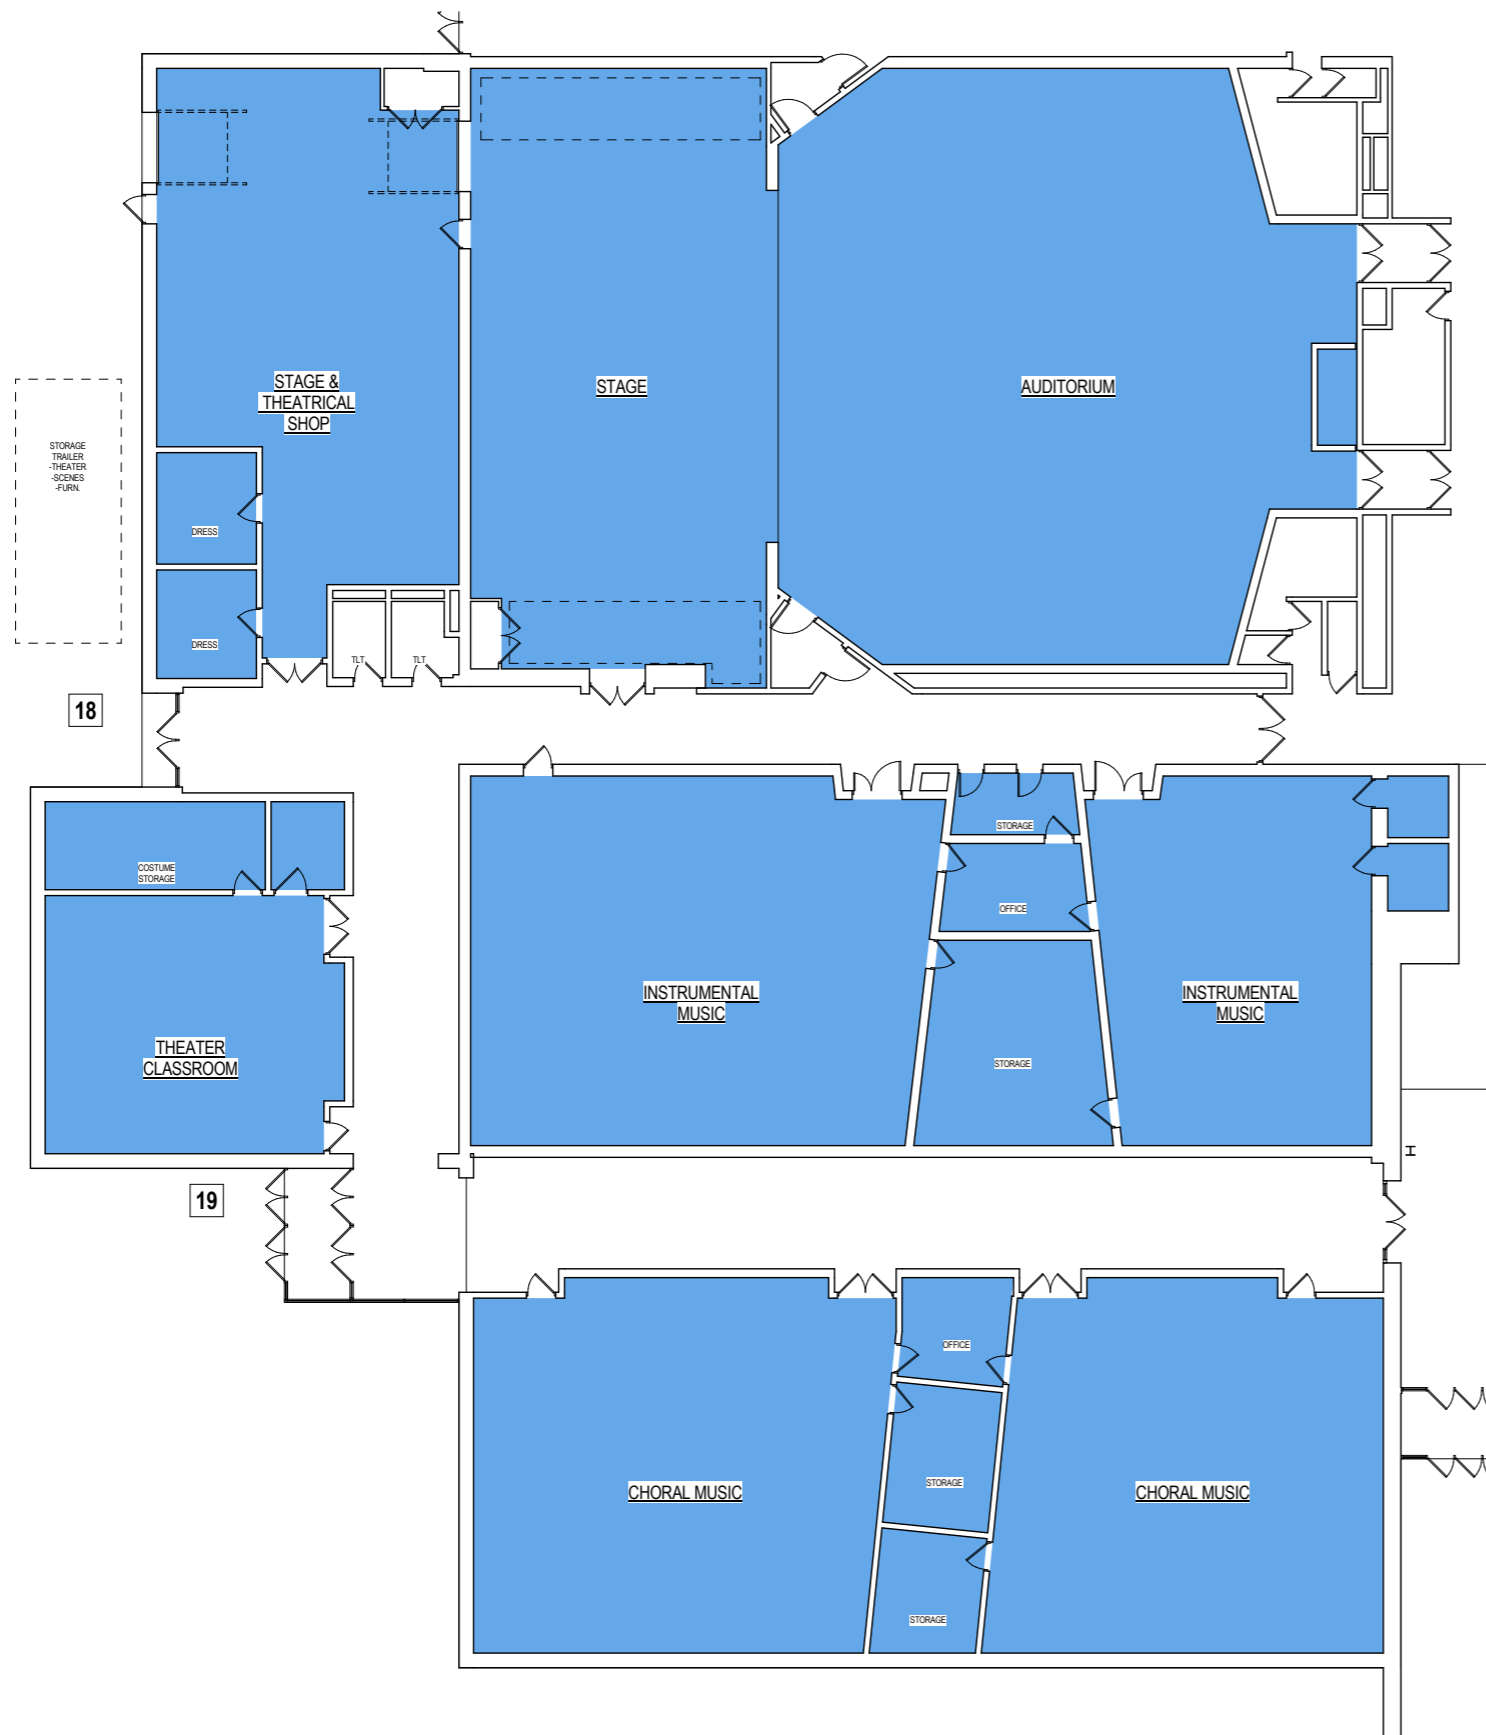 STAGE &
THEATRICAL
SHOP
STAGE
AUDITORIUM
STORAGE
TRAILER
-THEATER
-SCENES
-FURN.
DRESS
DRESS
TLT
TLT
18
STORAGE
COSTUME
STORAGE
OFFICE
INSTRUMENTAL
MUSIC
INSTRUMENTAL
MUSIC
THEATER
CLASSROOM
STORAGE
19
OFFICE
CHORAL MUSIC
STORAGE
CHORAL MUSIC
STORAGE